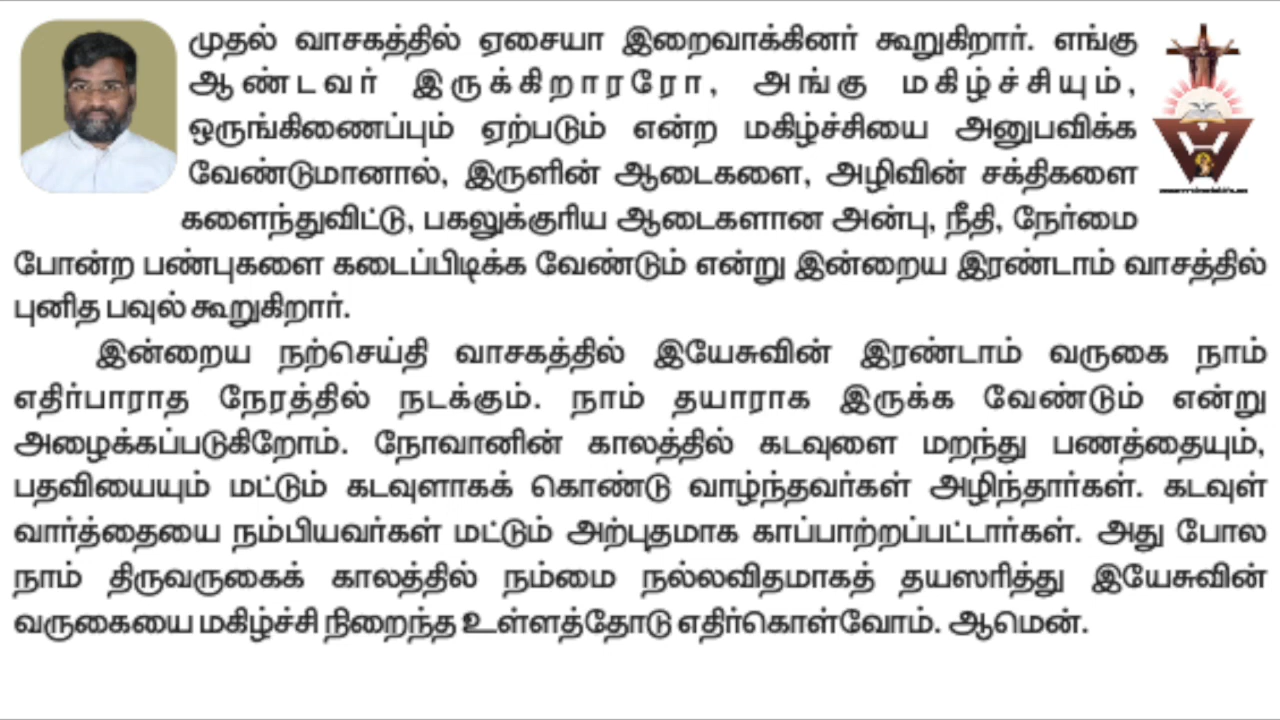 முதல் வாசகத்தில் ஏசையா இறைவாக்கினர் கூறுகிறார். எங்கு
ஆண்டவர் இருக்கிறாரரோ, அங்கு மகிழ்ச்சியும்,
ஒருங்கிணைப்பும் ஏற்படும் என்ற மகிழ்ச்சியை அனுபவிக்க
வேண்டுமானால், இருளின் ஆடைகளை, அழிவின் சக்திகளை
களைந்துவிட்டு, பகலுக்குரிய ஆடைகளான அன்பு, நீதி, நேர்மை
போன்ற பண்புகளை கடைப்பிடிக்க வேண்டும் என்று இன்றைய இரண்டாம் வாசத்தில்
புனித பவுல் கூறுகிறார்.
இன்றைய நற்செய்தி வாசகத்தில் இயேசுவின் இரண்டாம் வருகை நாம்
எதிர்பாராத நேரத்தில் நடக்கும். நாம் தயாராக இருக்க வேண்டும் என்று
அழைக்கப்படுகிறோம். நோவானின் காலத்தில் கடவுளை மறந்து பணத்தையும்,
பதவியையும் மட்டும் கடவுளாகக் கொண்டு வாழ்ந்தவர்கள் அழிந்தார்கள். கடவுள்
வார்த்தையை நம்பியவர்கள் மட்டும் அற்புதமாக காப்பாற்றப்பட்டார்கள். அது போல
நாம் திருவருகைக் காலத்தில் நம்மை நல்லவிதமாகத் தயஸரித்து இயேசுவின்
வருகையை மகிழ்ச்சி நிறைந்த உள்ளத்தோடு எதிர்கொள்வோம். ஆமென்.